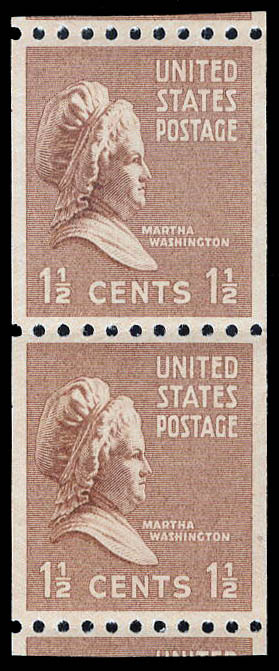 UNITED
STATES
POSTAGE
MARTHA
WASHINGTON
1½ CENTS 1½
UNITED
STATES
POSTAGE
MARTHA
WASHINGTON
1½ CENTS 1½
UNITED